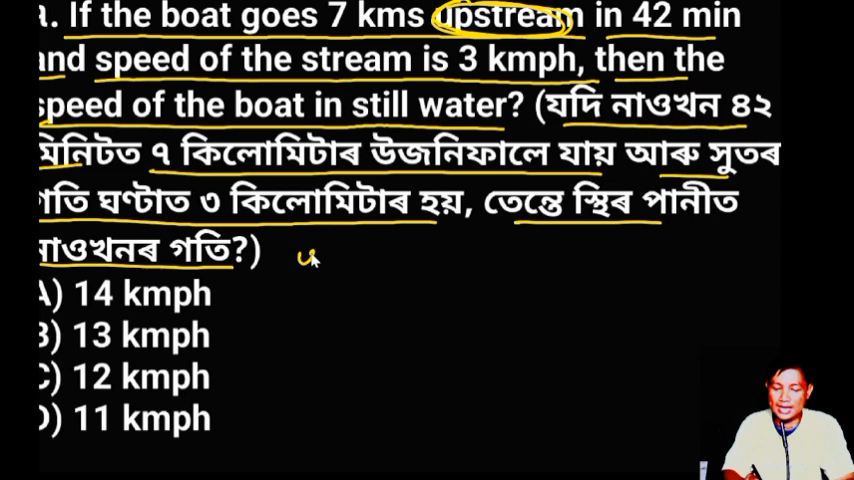 a. If the boat goes 7 kms upstream in 42 min
and speed of the stream is 3 kmph, then the
speed of the boat in still water? (যদি নাওখন ৪২
মিনিটত ৭ কিলোমিটাৰ উজনিফালে যায় আৰু সুতৰ
গতি ঘণ্টাত ৩ কিলোমিটাৰ হয়, তেন্তে স্থিৰ পানীত
নাওখনৰ গতি?)
A) 14 kmph
B) 13 kmph
C) 12 kmph
D) 11 kmph